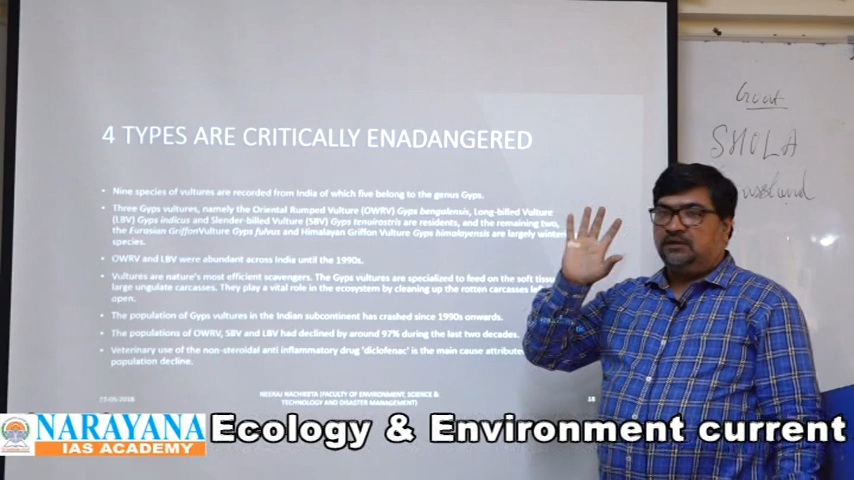 4 TYPES ARE CRITICALLY ENADANGERED
• Nine species of vultures are recorded from India of which five belong to the genus Gyps.
• Three Gyps vultures, namely the Oriental Rumped Vulture (OWRV) Gyps bengalensis, Long-billed Vulture
(LBV) Gyps indicus and Slender-billed Vulture (SBV) Gyps tenuirostris are residents, and the remaining two,
the Eurasian GriffonVulture Gyps fulvus and Himalayan Griffon Vulture Gyps himalayensis are largely winter
species.
• OWRV and LBV were abundant across India until the 1990s.
• Vultures are nature's most efficient scavengers. The Gyps vultures are specialized to feed on the soft
large ungulate carcasses. They play a vital role in the ecosystem by cleaning up the rotten carcasses
open.
• The population of Gyps vultures in the Indian subcontinent has crashed since 1990s onwards.
• The populations of OWRV, SBV and LBV had declined by around 97% during the last two decades.
• Veterinary use of the non-steroidal anti inflammatory drug 'diclofenac' is the main cause
population decline.
NEERAJ NACHIKETA (FACULTY OF ENVIRONMENT, SCIENCE &
TECHNOLOGY AND DISASTER MANAGEMENT)
18
SHOLA
NARAYANA
IAS ACADEMY
Ecology & Environment current